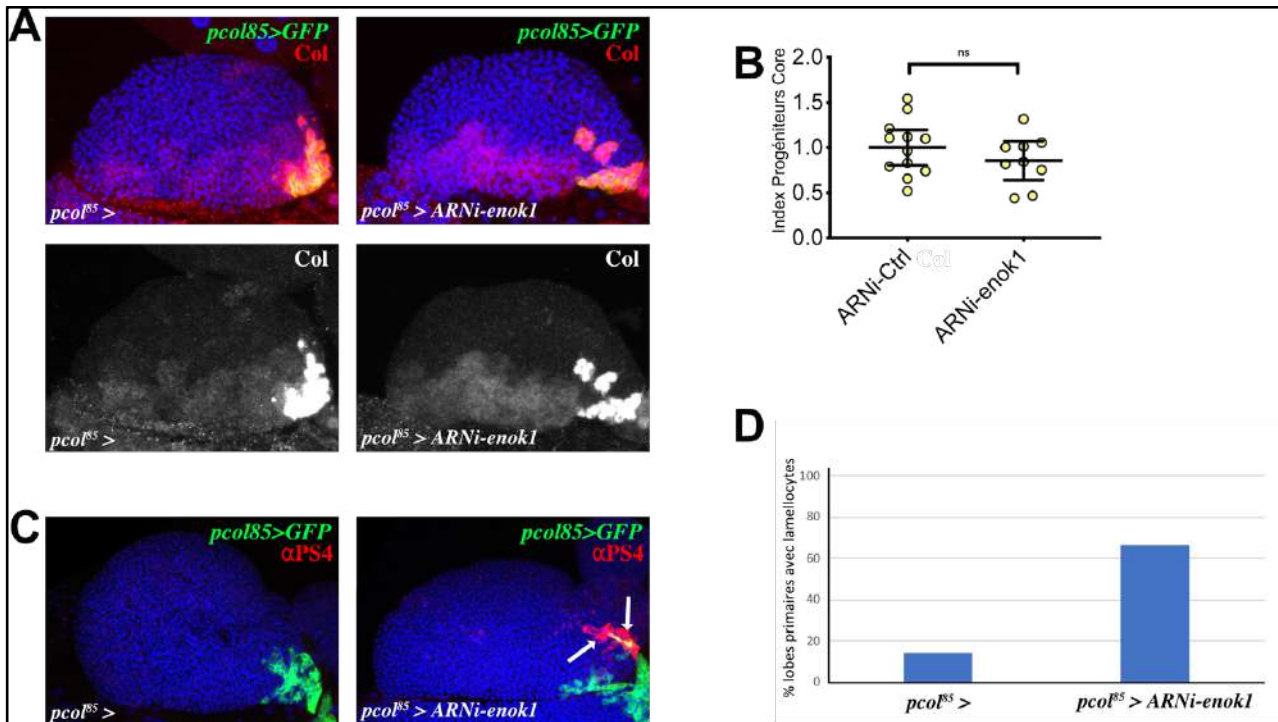 A
pcol85>GFP
Col
pcol⁸⁵ >
pcol85>GFP
Col
pcol⁸⁵ > ARNi-enok1
Col
pcol⁸⁵ >
Col
pcol⁸⁵ > ARNi-enok1
B
ns
Index Progéniteurs Core
2.0
1.5
1.0
0.5
0.0
ARNi-Ctrl
Col
ARNi-enok1
C
pcol85>GFP
αPS4
pcol⁸⁵ >
pcol85>GFP
αPS4
pcol⁸⁵ > ARNi-enok1
D
% lobes primaires avec lamellocytes
100
80
60
40
20
0
pcol⁸⁵ >
pcol⁸⁵ > ARNi-enok1